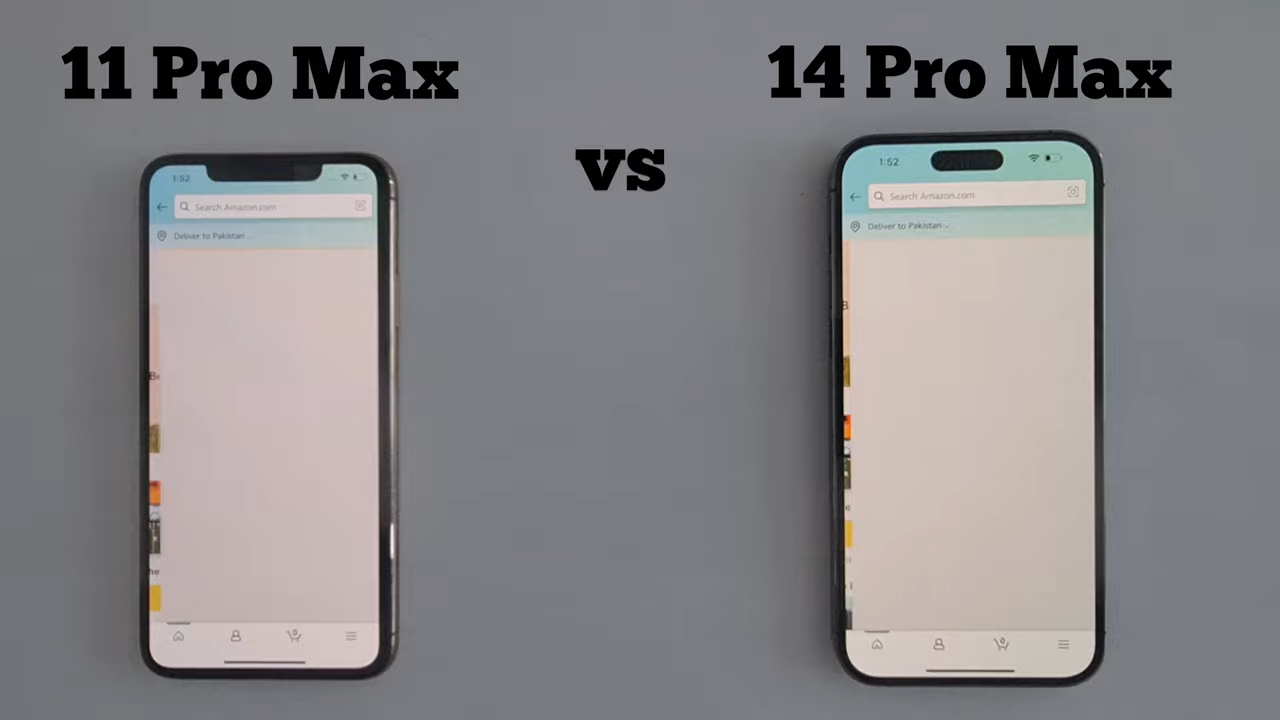 11 Pro Max
vs
14 Pro Max
1:52
Search Amazon.com
Deliver to Pakistan
B
he
1:52
Search Amazon.com
Deliver to Pakistan
B
e